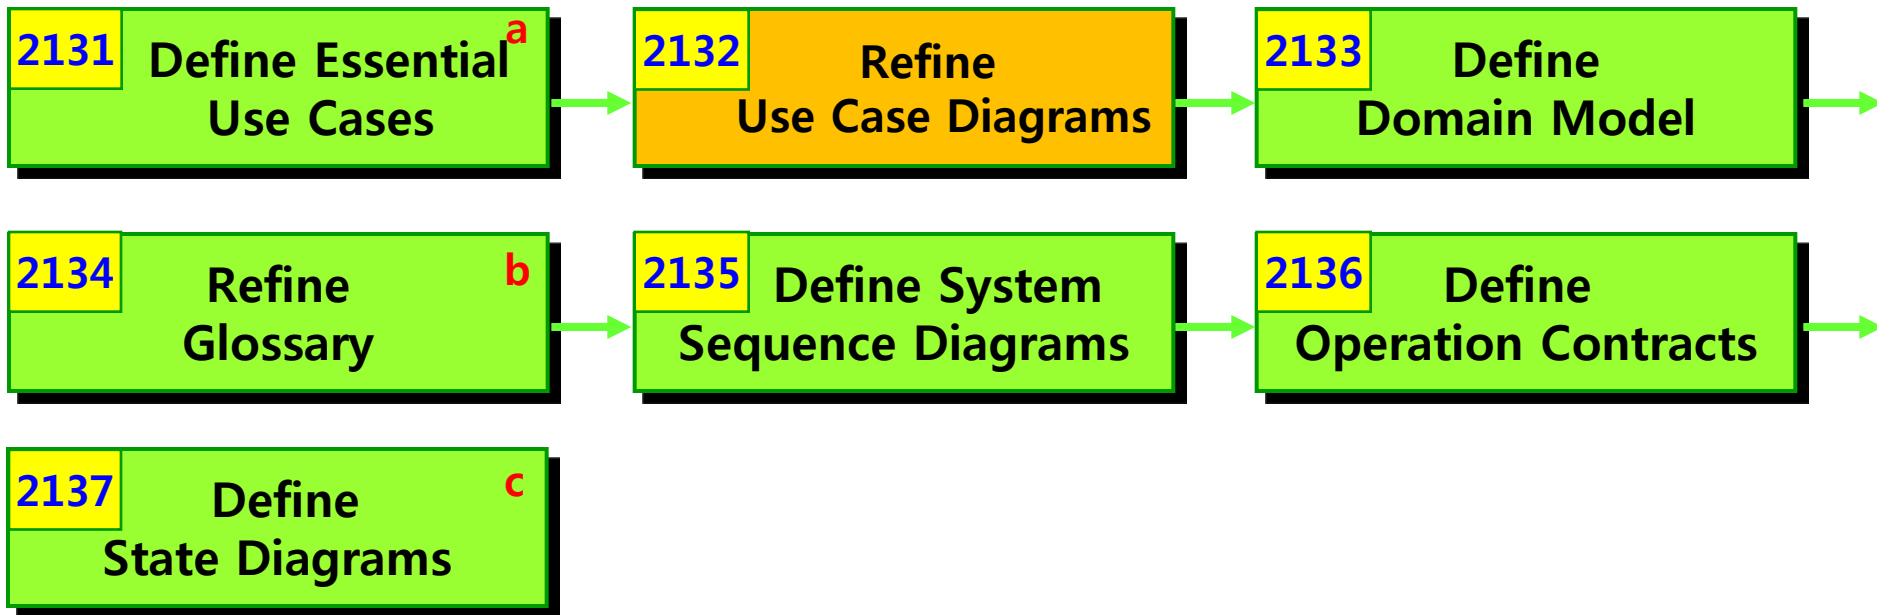 2131
Define Essential a
Use Cases
2132
Refine
Use Case Diagrams
2133
Define
Domain Model
2134
Refine b
Glossary
2135
Define System
Sequence Diagrams
2136
Define
Operation Contracts
2137
Define c
State Diagrams